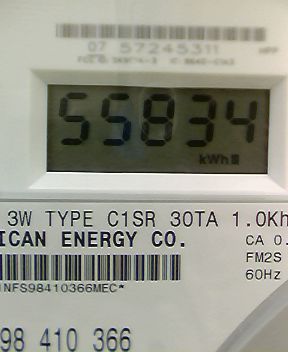 07 57245311
55834
kWh
3W TYPE C1SR 30TA 1.0Kh
ICAN ENERGY CO.
CA 0.
FM2S
60Hz
NFS98410366MEC*
98 410 366